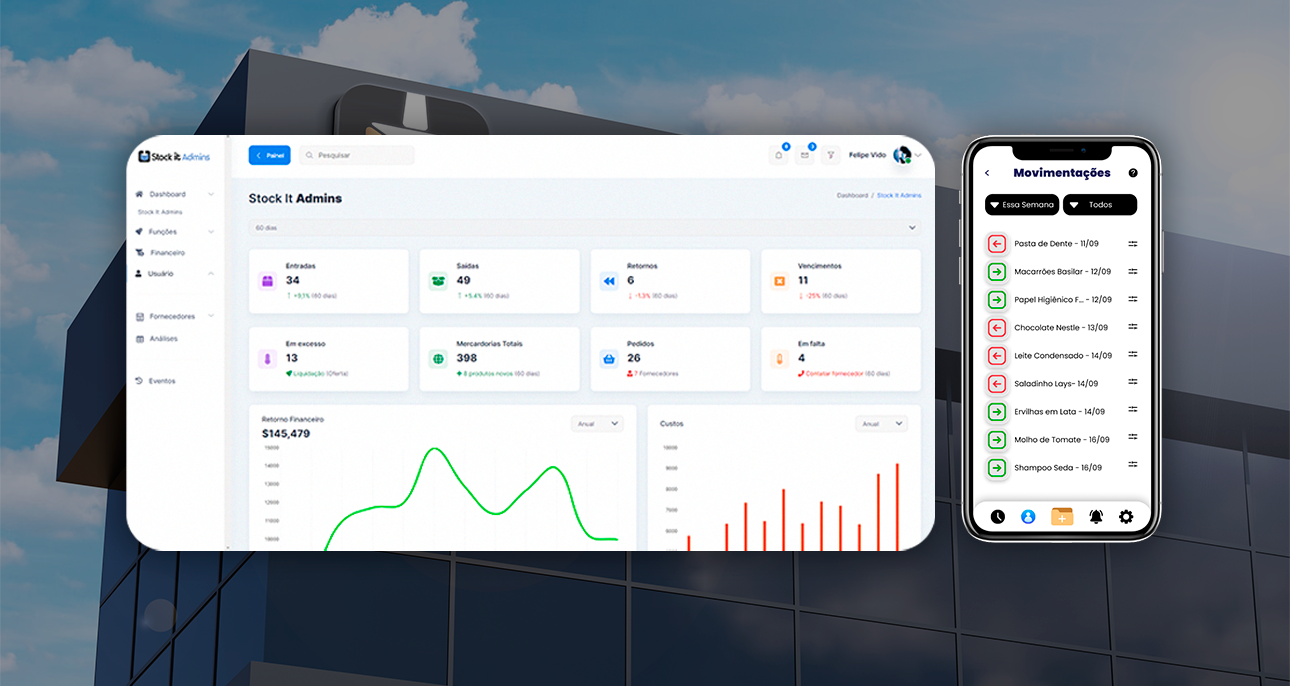 Stock it Admins
Painel
Pesquisar
Felipe Vido
Dashboard
Stock It Admins
Funções
Financeiro
Usuário
Fornecedores
Análises
Eventos
Stock It Admins
Dashboard / Stock It Admins
60 dias
Entradas
34
↑ +9,1% (60 dias)
Saídas
49
↑ +5.4% (60 dias)
Retornos
6
↓ -1.3% (60 dias)
Vencimentos
11
↓ -25% (60 dias)
Em excesso
13
Liquidação (Oferta)
Mercardorias Totais
398
8 produtos novos (60 dias)
Pedidos
26
7 Fornecedores
Em falta
4
Contatar fornecedor (60 dias)
Retorno Financeiro
$145,479
Anual
15000
14000
13000
12000
11000
10000
Custos
Anual
10000
9000
8000
7000
6000
Movimentações
?
Essa Semana
Todos
Pasta de Dente - 11/09
Macarrões Basilar - 12/09
Papel Higiênico F... - 12/09
Chocolate Nestle - 13/09
Leite Condensado - 14/09
Saladinho Lays- 14/09
Ervilhas em Lata - 14/09
Molho de Tomate - 16/09
Shampoo Seda - 16/09